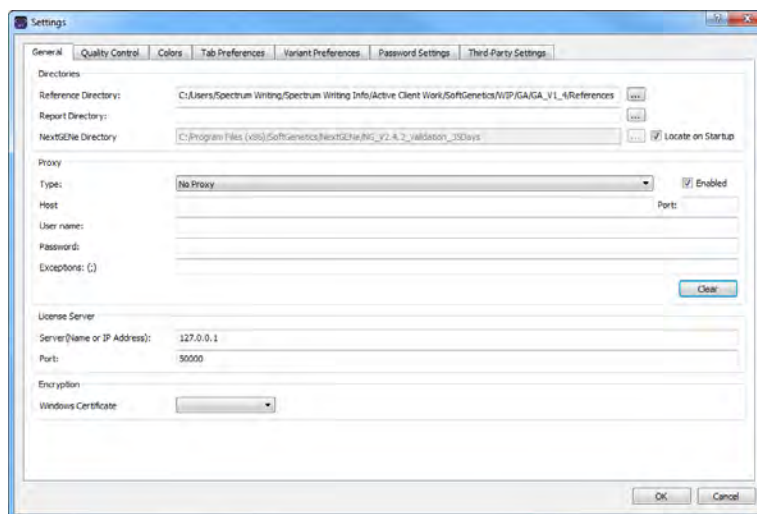 Settings
General Quality Control Colors Tab Preferences Variant Preferences Password Settings Third-Party Settings
Directories
Reference Directory: C:/Users/Spectrum Writing/Spectrum Writing Info/Active Client Work/SoftGenetics/WIP/GA/GA_V1_4/References ...
Report Directory: ...
NextGENe Directory C:/Program Files (x86)/SoftGenetics/NextGENe/NG_V2.4.2_validation_35Days ... Locate on Startup
Proxy
Type: No Proxy Enabled
Host Port:
User name:
Password:
Exceptions: (;)
Clear
License Server
Server(Name or IP Address): 127.0.0.1
Port: 50000
Encryption
Windows Certificate
OK Cancel